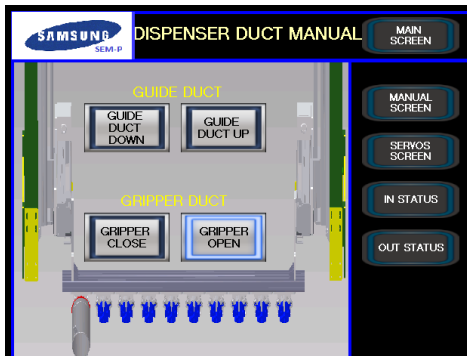 SAMSUNG
SEM-P
DISPENSER DUCT MANUAL
MAIN
SCREEN
GUIDE DUCT
GUIDE
DUCT
DOWN
GUIDE
DUCT UP
GRIPPER DUCT
GRIPPER
CLOSE
GRIPPER
OPEN
MANUAL
SCREEN
SERVOS
SCREEN
IN STATUS
OUT STATUS